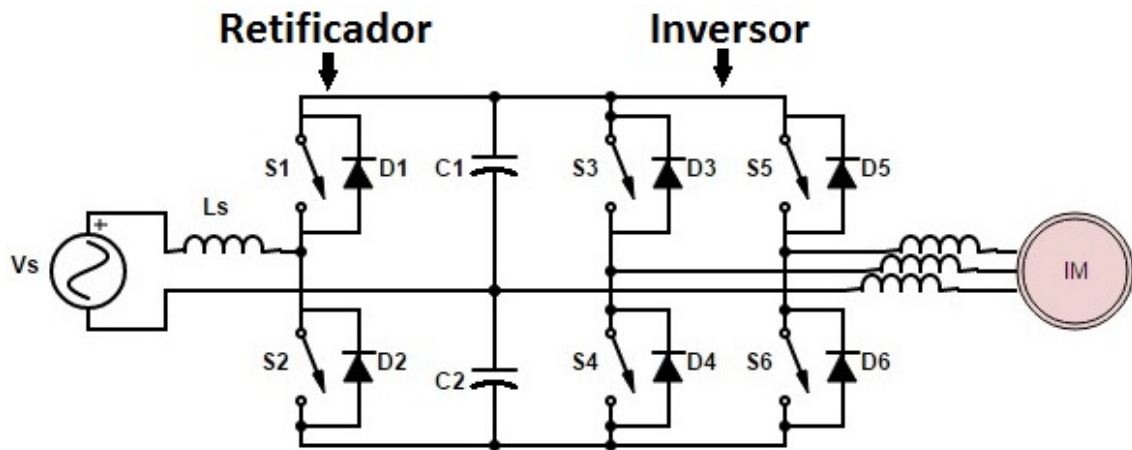 Retificador
Inversor
S1
D1
C1
S3
D3
S5
D5
Ls
+
Vs
IM
S2
D2
C2
S4
D4
S6
D6